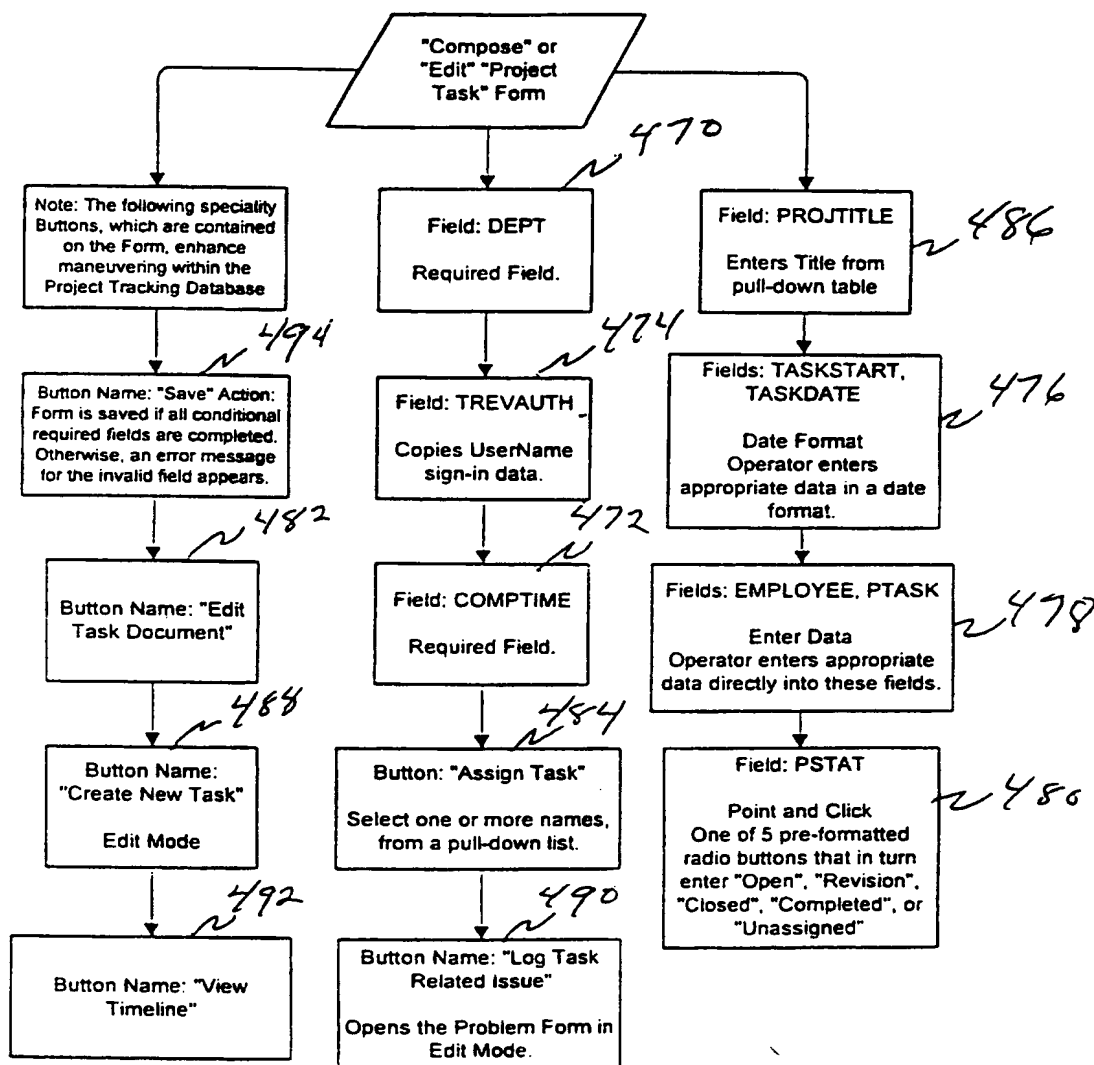 "Compose" or
"Edit" "Project
Task" Form
Note: The following speciality
Buttons, which are contained
on the Form, enhance
maneuvering within the
Project Tracking Database
494
Button Name: "Save" Action:
Form is saved if all conditional
required fields are completed.
Otherwise, an error message
for the invalid field appears.
482
Button Name: "Edit
Task Document"
488
Button Name:
"Create New Task"
Edit Mode
492
Button Name: "View
Timeline"
470
Field: DEPT
Required Field.
474
Field: TREVAUTH
Copies UserName
sign-in data.
472
Field: COMPTIME
Required Field.
484
Button: "Assign Task"
Select one or more names,
from a pull-down list.
490
Button Name: "Log Task
Related Issue"
Opens the Problem Form in
Edit Mode.
486
Field: PROJTITLE
Enters Title from
pull-down table
476
Fields: TASKSTART,
TASKDATE
Date Format
Operator enters
appropriate data in a date
format.
478
Fields: EMPLOYEE, PTASK
Enter Data
Operator enters appropriate
data directly into these fields.
480
Field: PSTAT
Point and Click
One of 5 pre-formatted
radio buttons that in turn
enter "Open", "Revision",
"Closed", "Completed", or
"Unassigned"